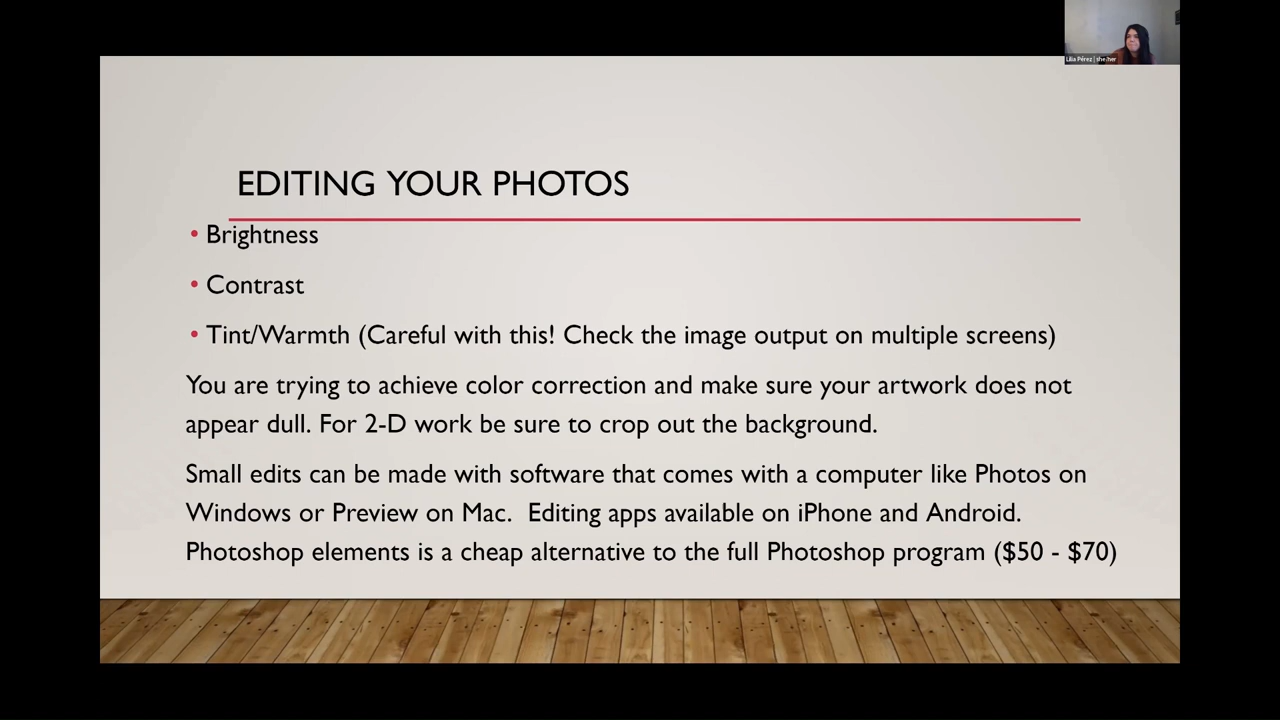 Lilia Pérez | she/her
EDITING YOUR PHOTOS
• Brightness
• Contrast
• Tint/Warmth (Careful with this! Check the image output on multiple screens)
You are trying to achieve color correction and make sure your artwork does not
appear dull. For 2-D work be sure to crop out the background.
Small edits can be made with software that comes with a computer like Photos on
Windows or Preview on Mac.  Editing apps available on iPhone and Android.
Photoshop elements is a cheap alternative to the full Photoshop program ($50 - $70)